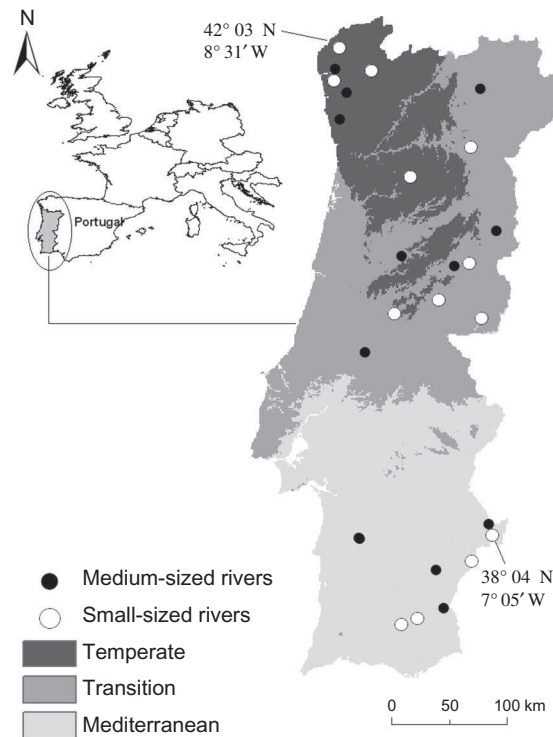 N
42° 03 N
8° 31′ W
Portugal
38° 04 N
7° 05′ W
Medium-sized rivers
Small-sized rivers
Temperate
Transition
Mediterranean
0 50 100 km